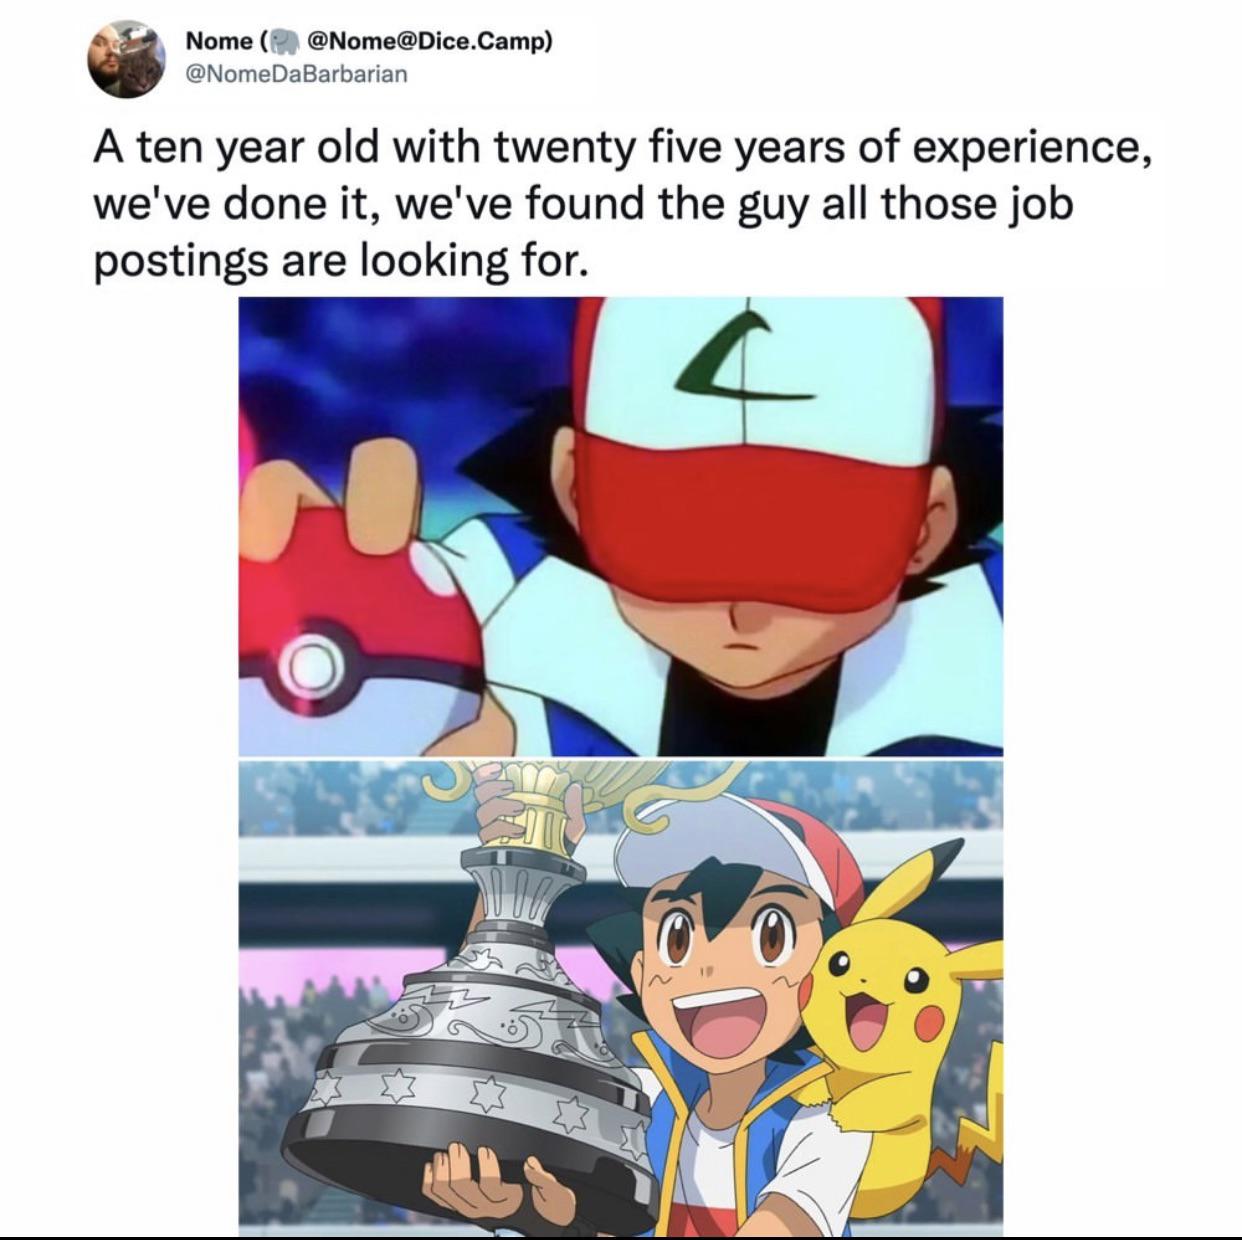 Nome (🐘 @Nome@Dice.Camp)
@NomeDaBarbarian
A ten year old with twenty five years of experience,
we've done it, we've found the guy all those job
postings are looking for.